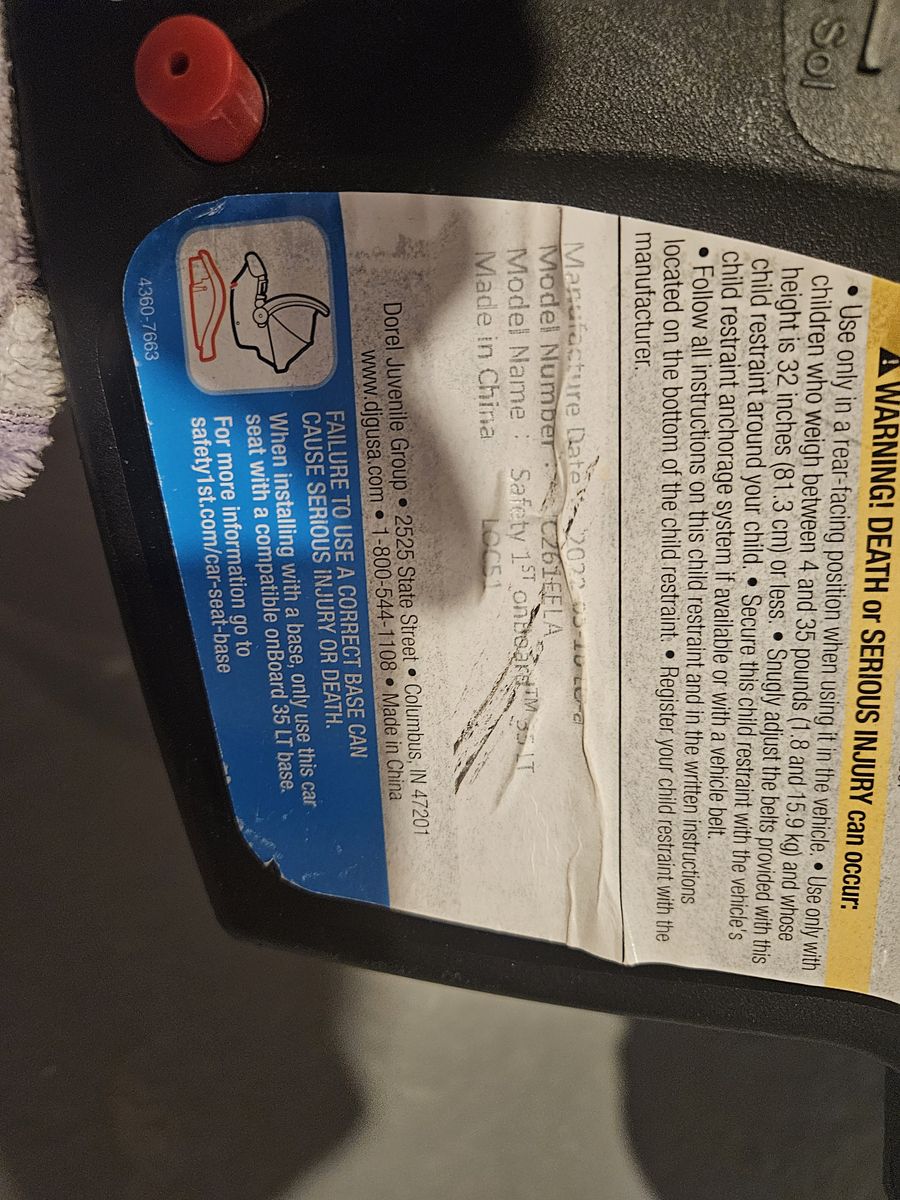 Sol
WARNING! DEATH or SERIOUS INJURY can occur:
• Use only in a rear-facing position when using it in the vehicle. • Use only with
children who weigh between 4 and 35 pounds (1.8 and 15.9 kg) and whose
height is 32 inches (81.3 cm) or less. • Snugly adjust the belts provided with this
child restraint around your child. • Secure this child restraint with the vehicle's
child restraint anchorage system if available or with a vehicle belt.
• Follow all instructions on this child restraint and in the written instructions
located on the bottom of the child restraint. • Register your child restraint with the
manufacturer.
Manufacture Date
Model Number :
Model Name : Safety 1ST onBoard™ 35 LT
Made in China
Dorel Juvenile Group • 2525 State Street • Columbus, IN 47201
www.djgusa.com • 1-800-544-1108 • Made in China
FAILURE TO USE A CORRECT BASE CAN
CAUSE SERIOUS INJURY OR DEATH.
When installing with a base, only use this car
seat with a compatible onBoard 35 LT base.
For more information go to
safety1st.com/car-seat-base
4360-7663